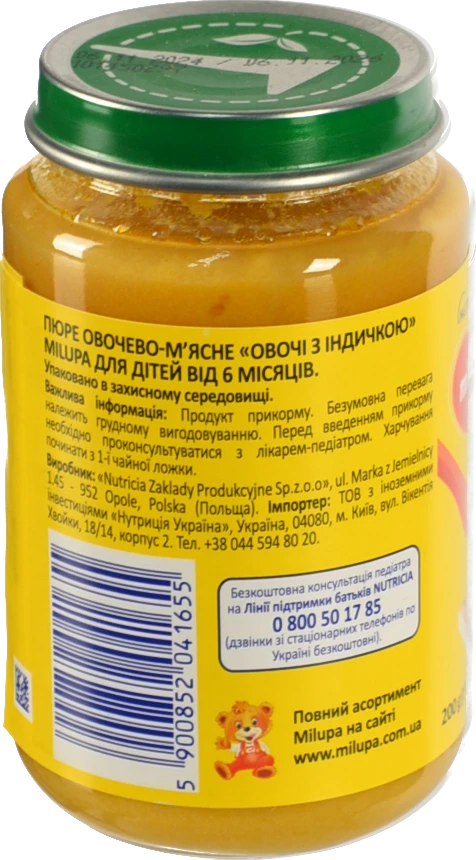 06.11.2025
ПЮРЕ ОВОЧЕВО-М'ЯСНЕ «ОВОЧІ З ІНДИЧКОЮ»
MILUPA ДЛЯ ДІТЕЙ ВІД 6 МІСЯЦІВ.
Упаковано в захисному середовищі.
Важлива інформація: Продукт прикорму. Безумовна перевага
належить грудному вигодовуванню. Перед введенням прикорму
необхідно проконсультуватися з лікарем-педіатром. Харчування
починати з 1-ї чайної ложки.
Виробник: «Nutricia Zaklady Produkcyjne Sp.z.o.o», ul. Marka z Jemielnicy
1.45 - 952 Opole, Polska (Польща). Імпортер: ТОВ з іноземними
інвестиціями «Нутриція Україна», Україна, 04080, м. Київ, вул. Вікентія
Хвойки, 18/14, корпус 2. Тел. +38 044 594 80 20.
Безкоштовна консультація педіатра
на Лінії підтримки батьків NUTRICIA
0 800 50 17 85
(дзвінки зі стаціонарних телефонів по
Україні безкоштовні).
5 900852 041655
Повний асортимент
Milupa на сайті
www.milupa.com.ua